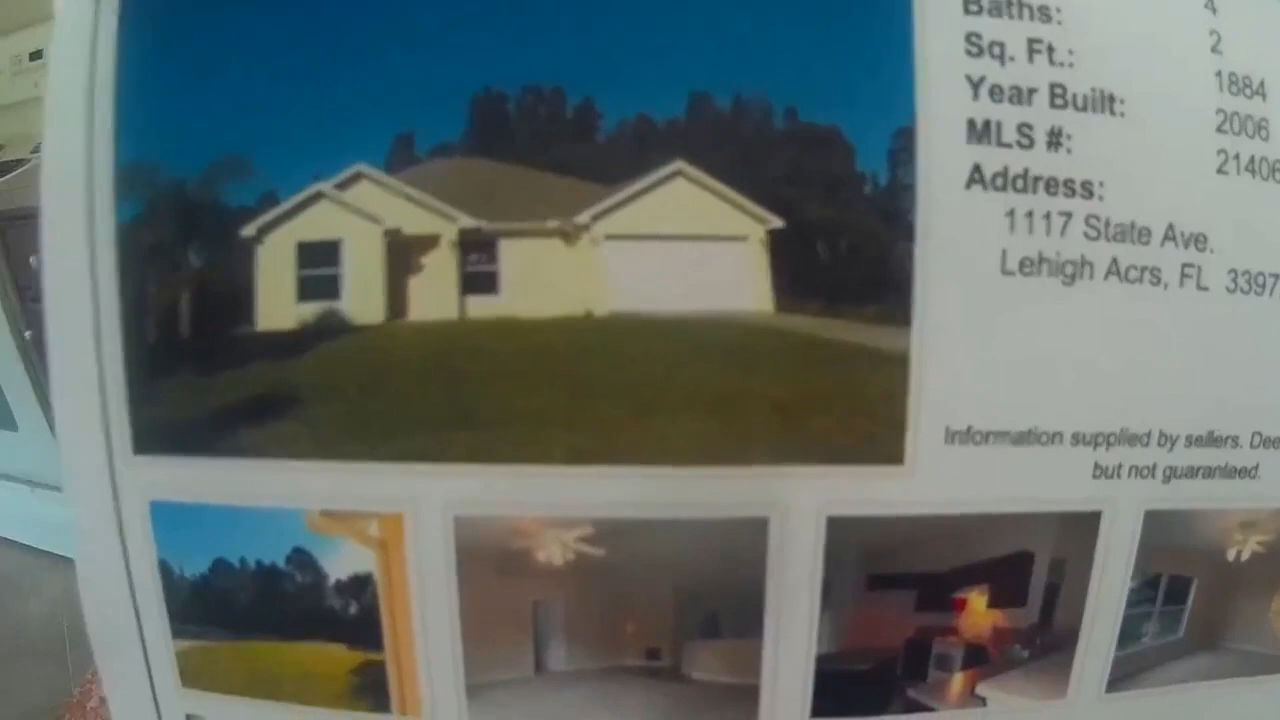 Baths: 4
Sq. Ft.: 2
Year Built: 1884
MLS #: 2006
Address: 21406
1117 State Ave.
Lehigh Acrs, FL 3397
Information supplied by sellers. Dee
but not guaranteed.